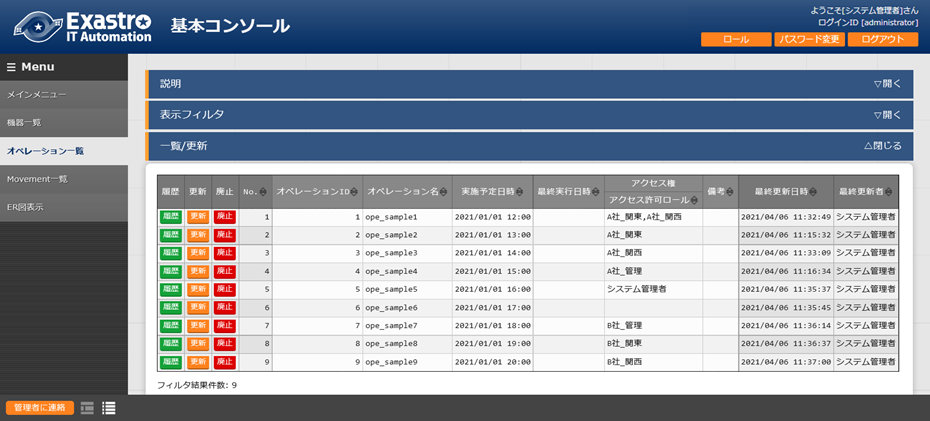 Exastro
IT Automation
基本コンソール
ようこそ[システム管理者]さん
ログインID [administrator]
ロール パスワード変更 ログアウト
Menu
メインメニュー
機器一覧
オペレーション一覧
Movement一覧
ER図表示
説明 ▽開く
表示フィルタ ▽開く
一覧/更新 △閉じる
履歴 更新 廃止 No. オペレーションID オペレーション名 実施予定日時 最終実行日時 アクセス権 備考 最終更新日時 最終更新者
アクセス許可ロール
履歴 更新 廃止 1 1 ope_sample1 2021/01/01 12:00 A社_関東,A社_関西 2021/04/06 11:32:49 システム管理者
履歴 更新 廃止 2 2 ope_sample2 2021/01/01 13:00 A社_関東 2021/04/06 11:15:32 システム管理者
履歴 更新 廃止 3 3 ope_sample3 2021/01/01 14:00 A社_関西 2021/04/06 11:33:09 システム管理者
履歴 更新 廃止 4 4 ope_sample4 2021/01/01 15:00 A社_管理 2021/04/06 11:16:34 システム管理者
履歴 更新 廃止 5 5 ope_sample5 2021/01/01 16:00 システム管理者 2021/04/06 11:35:37 システム管理者
履歴 更新 廃止 6 6 ope_sample6 2021/01/01 17:00 2021/04/06 11:35:45 システム管理者
履歴 更新 廃止 7 7 ope_sample7 2021/01/01 18:00 B社_管理 2021/04/06 11:36:14 システム管理者
履歴 更新 廃止 8 8 ope_sample8 2021/01/01 19:00 B社_関東 2021/04/06 11:36:37 システム管理者
履歴 更新 廃止 9 9 ope_sample9 2021/01/01 20:00 B社_関西 2021/04/06 11:37:00 システム管理者
フィルタ結果件数: 9
管理者に連絡